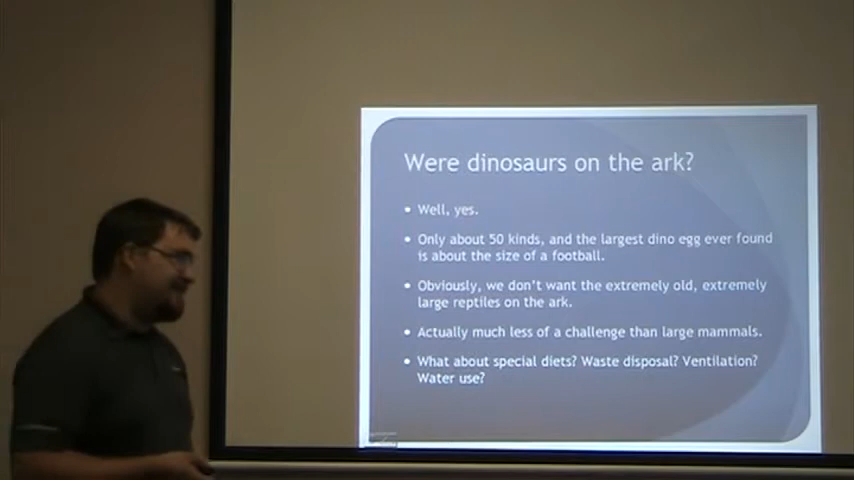 Were dinosaurs on the ark?
• Well, yes.
• Only about 50 kinds, and the largest dino egg ever found
is about the size of a football.
• Obviously, we don't want the extremely old, extremely
large reptiles on the ark.
• Actually much less of a challenge than large mammals.
• What about special diets? Waste disposal? Ventilation?
Water use?